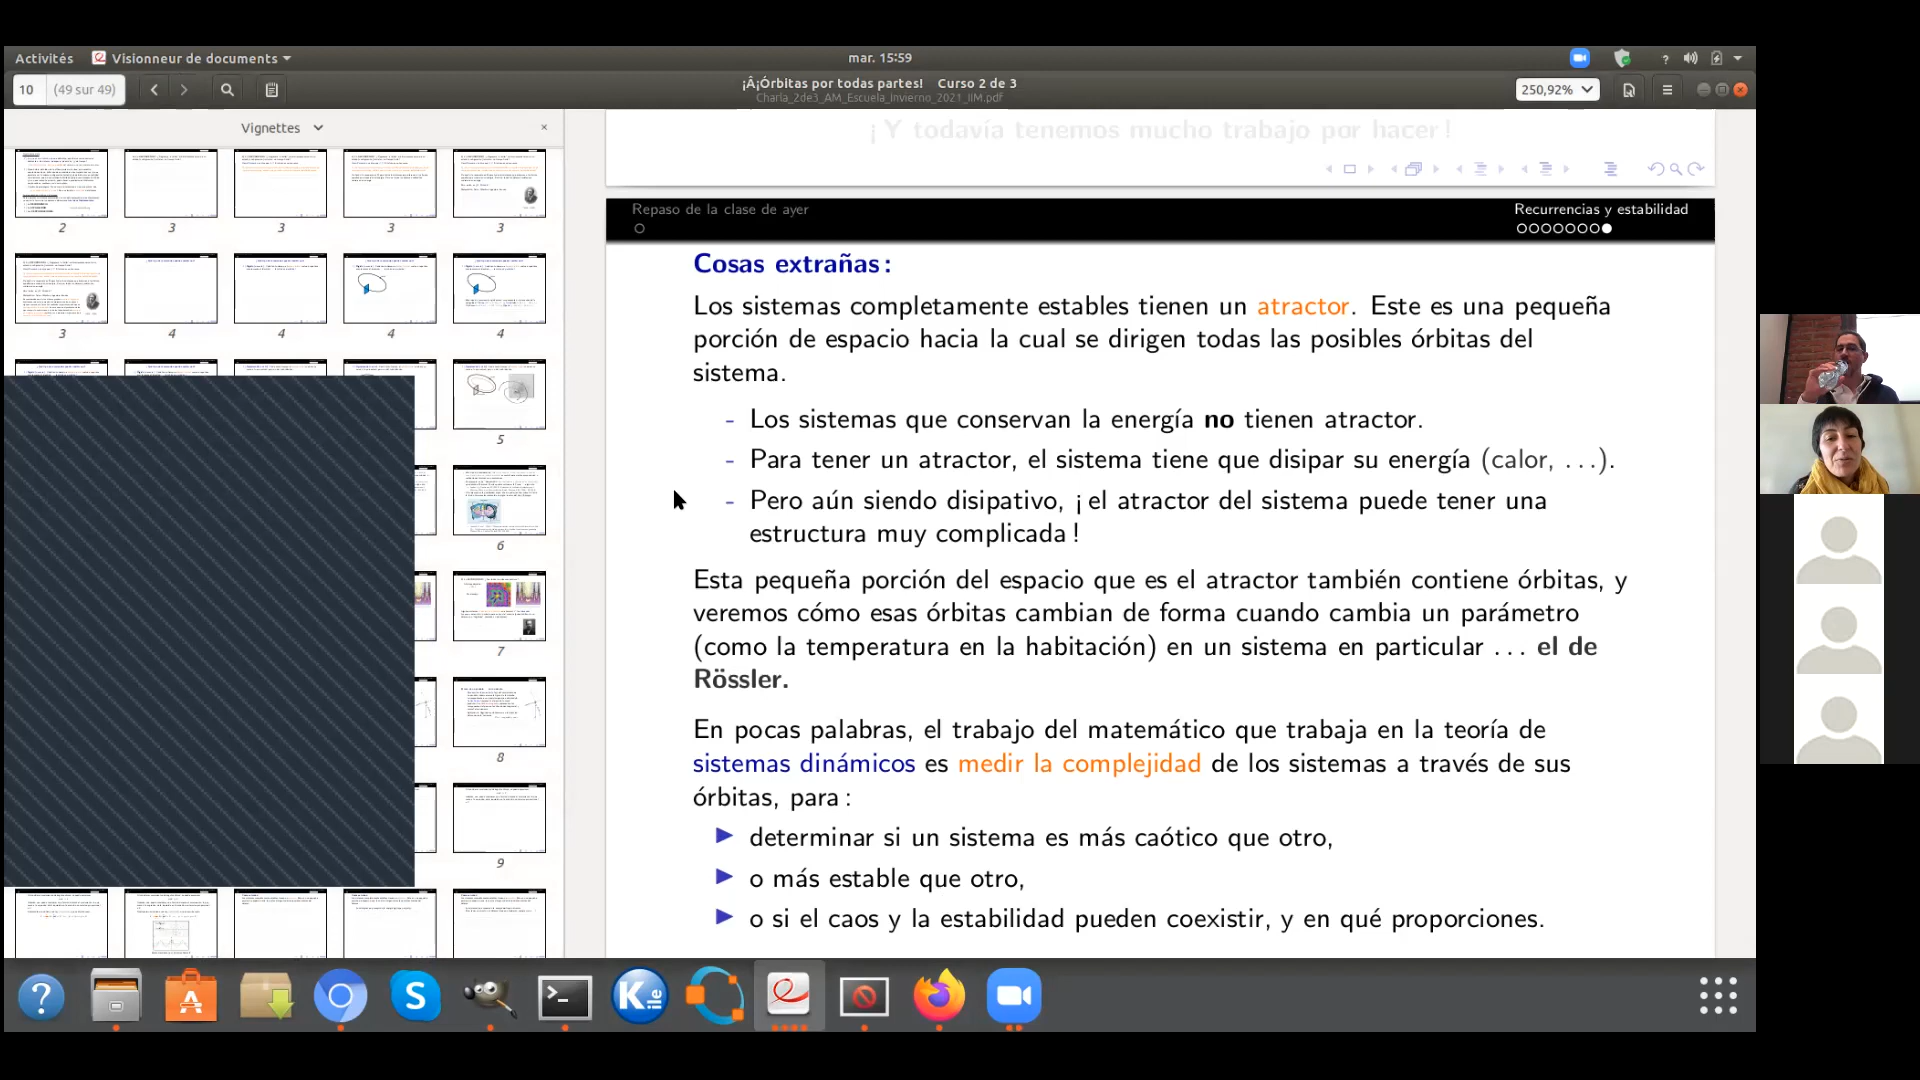 Activités
Visionneur de documents
mar. 15:59
10
(49 sur 49)
¡Â¡Órbitas por todas partes! Curso 2 de 3
Charla_2de3_AM_Escuela_Invierno_2021_IIM.pdf
250,92%
Vignettes
2
3
3
3
3
3
4
4
4
4
5
6
7
8
9
¡ Y todavía tenemos mucho trabajo por hacer !
Repaso de la clase de ayer
Recurrencias y estabilidad
Cosas extrañas :
Los sistemas completamente estables tienen un atractor. Este es una pequeña
porción de espacio hacia la cual se dirigen todas las posibles órbitas del
sistema.
- Los sistemas que conservan la energía no tienen atractor.
- Para tener un atractor, el sistema tiene que disipar su energía (calor, . . .).
- Pero aún siendo disipativo, ¡ el atractor del sistema puede tener una
estructura muy complicada !
Esta pequeña porción del espacio que es el atractor también contiene órbitas, y
veremos cómo esas órbitas cambian de forma cuando cambia un parámetro
(como la temperatura en la habitación) en un sistema en particular . . . el de
Rössler.
En pocas palabras, el trabajo del matemático que trabaja en la teoría de
sistemas dinámicos es medir la complejidad de los sistemas a través de sus
órbitas, para :
determinar si un sistema es más caótico que otro,
o más estable que otro,
o si el caos y la estabilidad pueden coexistir, y en qué proporciones.